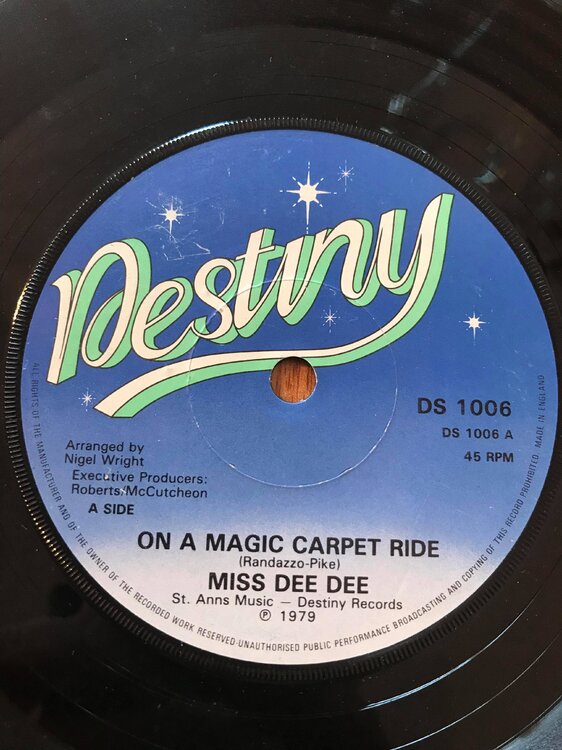 Destiny
DS 1006
DS 1006 A
45 RPM
Arranged by
Nigel Wright
Executive Producers:
Roberts/McCutcheon
A SIDE
ON A MAGIC CARPET RIDE
(Randazzo-Pike)
MISS DEE DEE
St. Anns Music — Destiny Records
℗ 1979
ALL RIGHTS OF THE MANUFACTURER AND OF THE OWNER OF THE RECORDED WORK RESERVED-UNAUTHORISED PUBLIC PERFORMANCE BROADCASTING AND COPYING OF THIS RECORD PROHIBITED MADE IN ENGLAND